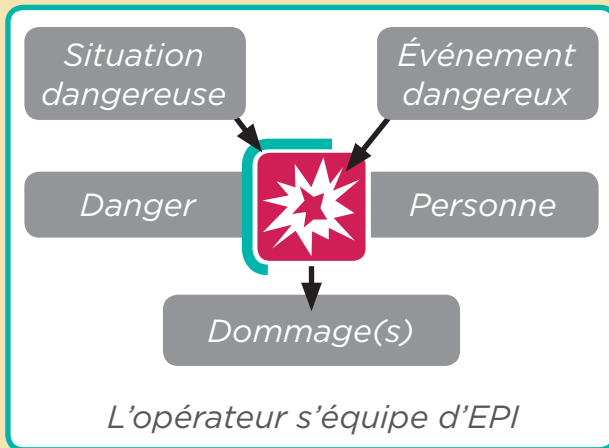 Situation
dangereuse
Événement
dangereux
Danger
Personne
Dommage(s)
L'opérateur s'équipe d'EPI